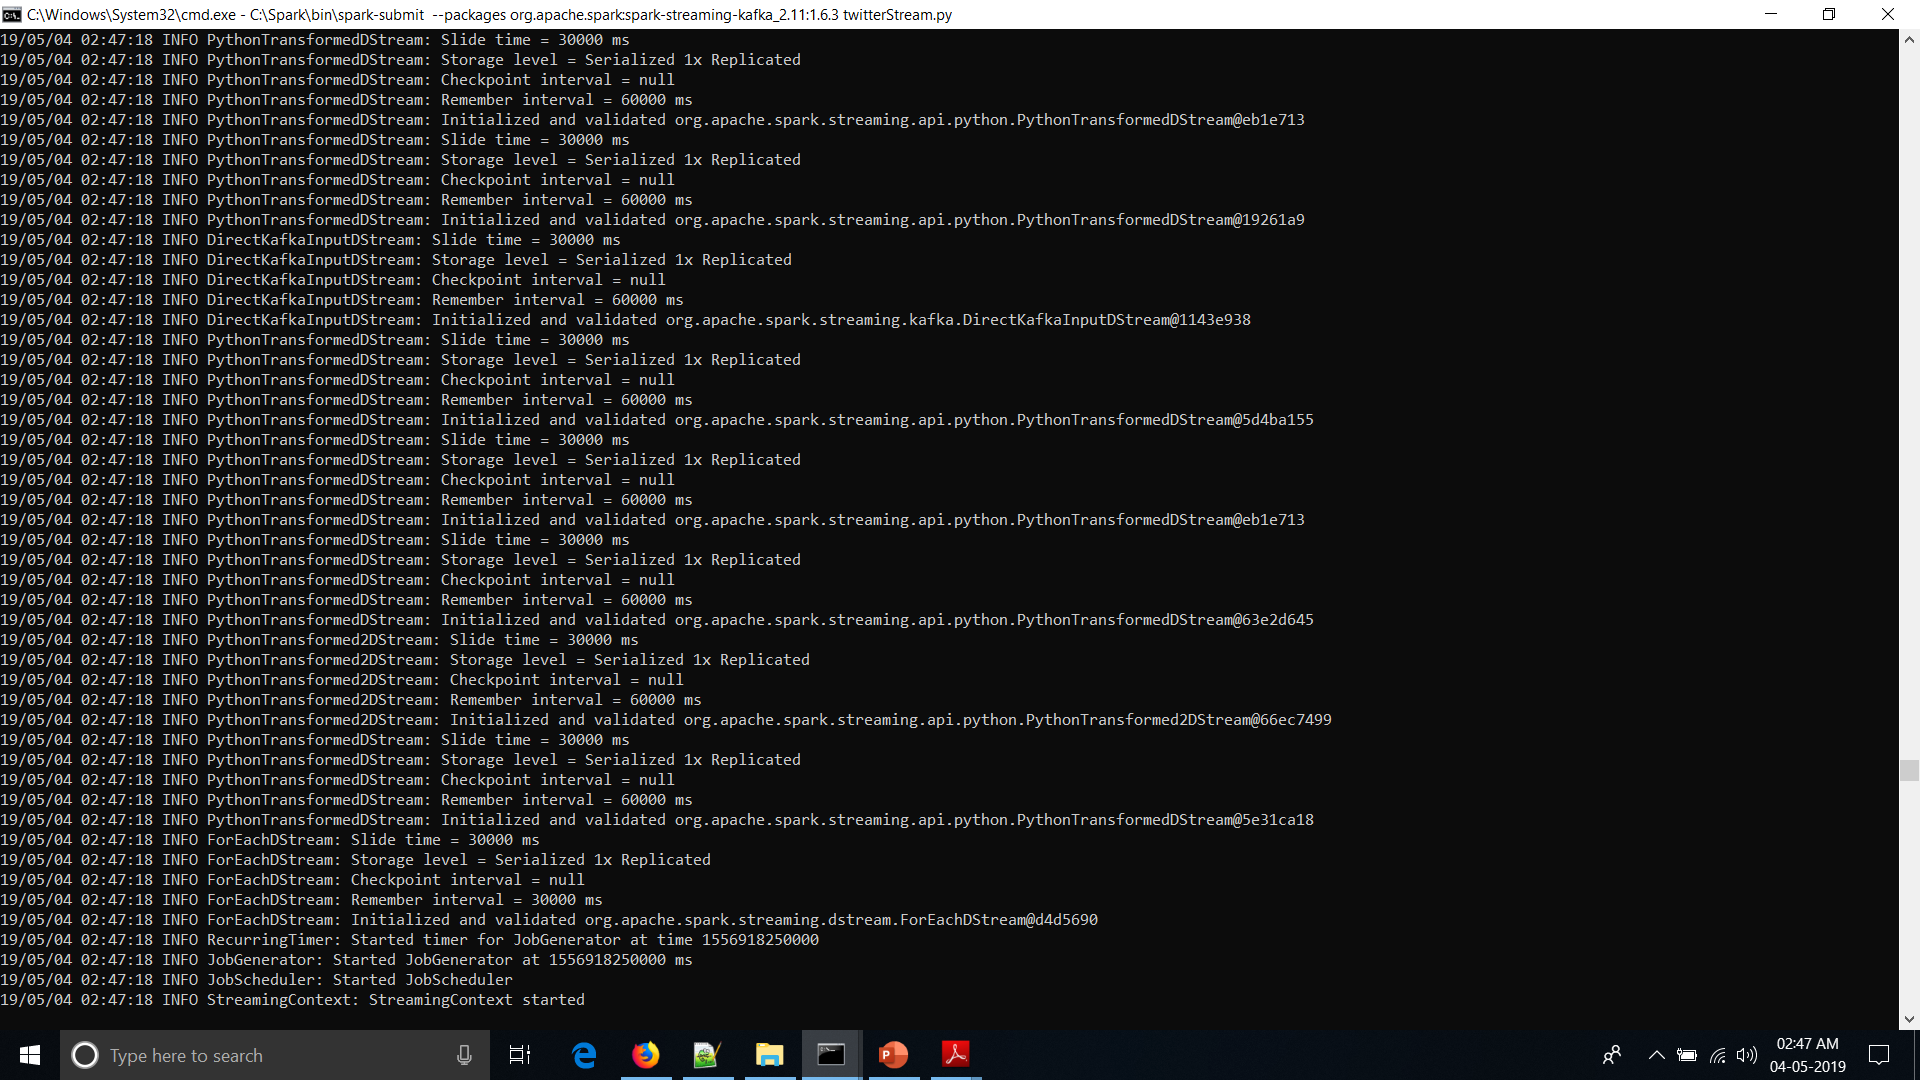 C:\Windows\System32\cmd.exe - C:\Spark\bin\spark-submit  --packages org.apache.spark:spark-streaming-kafka_2.11:1.6.3 twitterStream.py
19/05/04 02:47:18 INFO PythonTransformedDStream: Slide time = 30000 ms
19/05/04 02:47:18 INFO PythonTransformedDStream: Storage level = Serialized 1x Replicated
19/05/04 02:47:18 INFO PythonTransformedDStream: Checkpoint interval = null
19/05/04 02:47:18 INFO PythonTransformedDStream: Remember interval = 60000 ms
19/05/04 02:47:18 INFO PythonTransformedDStream: Initialized and validated org.apache.spark.streaming.api.python.PythonTransformedDStream@eb1e713
19/05/04 02:47:18 INFO PythonTransformedDStream: Slide time = 30000 ms
19/05/04 02:47:18 INFO PythonTransformedDStream: Storage level = Serialized 1x Replicated
19/05/04 02:47:18 INFO PythonTransformedDStream: Checkpoint interval = null
19/05/04 02:47:18 INFO PythonTransformedDStream: Remember interval = 60000 ms
19/05/04 02:47:18 INFO PythonTransformedDStream: Initialized and validated org.apache.spark.streaming.api.python.PythonTransformedDStream@19261a9
19/05/04 02:47:18 INFO DirectKafkaInputDStream: Slide time = 30000 ms
19/05/04 02:47:18 INFO DirectKafkaInputDStream: Storage level = Serialized 1x Replicated
19/05/04 02:47:18 INFO DirectKafkaInputDStream: Checkpoint interval = null
19/05/04 02:47:18 INFO DirectKafkaInputDStream: Remember interval = 60000 ms
19/05/04 02:47:18 INFO DirectKafkaInputDStream: Initialized and validated org.apache.spark.streaming.kafka.DirectKafkaInputDStream@1143e938
19/05/04 02:47:18 INFO PythonTransformedDStream: Slide time = 30000 ms
19/05/04 02:47:18 INFO PythonTransformedDStream: Storage level = Serialized 1x Replicated
19/05/04 02:47:18 INFO PythonTransformedDStream: Checkpoint interval = null
19/05/04 02:47:18 INFO PythonTransformedDStream: Remember interval = 60000 ms
19/05/04 02:47:18 INFO PythonTransformedDStream: Initialized and validated org.apache.spark.streaming.api.python.PythonTransformedDStream@5d4ba155
19/05/04 02:47:18 INFO PythonTransformedDStream: Slide time = 30000 ms
19/05/04 02:47:18 INFO PythonTransformedDStream: Storage level = Serialized 1x Replicated
19/05/04 02:47:18 INFO PythonTransformedDStream: Checkpoint interval = null
19/05/04 02:47:18 INFO PythonTransformedDStream: Remember interval = 60000 ms
19/05/04 02:47:18 INFO PythonTransformedDStream: Initialized and validated org.apache.spark.streaming.api.python.PythonTransformedDStream@eb1e713
19/05/04 02:47:18 INFO PythonTransformedDStream: Slide time = 30000 ms
19/05/04 02:47:18 INFO PythonTransformedDStream: Storage level = Serialized 1x Replicated
19/05/04 02:47:18 INFO PythonTransformedDStream: Checkpoint interval = null
19/05/04 02:47:18 INFO PythonTransformedDStream: Remember interval = 60000 ms
19/05/04 02:47:18 INFO PythonTransformedDStream: Initialized and validated org.apache.spark.streaming.api.python.PythonTransformedDStream@63e2d645
19/05/04 02:47:18 INFO PythonTransformed2DStream: Slide time = 30000 ms
19/05/04 02:47:18 INFO PythonTransformed2DStream: Storage level = Serialized 1x Replicated
19/05/04 02:47:18 INFO PythonTransformed2DStream: Checkpoint interval = null
19/05/04 02:47:18 INFO PythonTransformed2DStream: Remember interval = 60000 ms
19/05/04 02:47:18 INFO PythonTransformed2DStream: Initialized and validated org.apache.spark.streaming.api.python.PythonTransformed2DStream@66ec7499
19/05/04 02:47:18 INFO PythonTransformedDStream: Slide time = 30000 ms
19/05/04 02:47:18 INFO PythonTransformedDStream: Storage level = Serialized 1x Replicated
19/05/04 02:47:18 INFO PythonTransformedDStream: Checkpoint interval = null
19/05/04 02:47:18 INFO PythonTransformedDStream: Remember interval = 60000 ms
19/05/04 02:47:18 INFO PythonTransformedDStream: Initialized and validated org.apache.spark.streaming.api.python.PythonTransformedDStream@5e31ca18
19/05/04 02:47:18 INFO ForEachDStream: Slide time = 30000 ms
19/05/04 02:47:18 INFO ForEachDStream: Storage level = Serialized 1x Replicated
19/05/04 02:47:18 INFO ForEachDStream: Checkpoint interval = null
19/05/04 02:47:18 INFO ForEachDStream: Remember interval = 30000 ms
19/05/04 02:47:18 INFO ForEachDStream: Initialized and validated org.apache.spark.streaming.dstream.ForEachDStream@d4d5690
19/05/04 02:47:18 INFO RecurringTimer: Started timer for JobGenerator at time 1556918250000
19/05/04 02:47:18 INFO JobGenerator: Started JobGenerator at 1556918250000 ms
19/05/04 02:47:18 INFO JobScheduler: Started JobScheduler
19/05/04 02:47:18 INFO StreamingContext: StreamingContext started
Type here to search
02:47 AM
04-05-2019